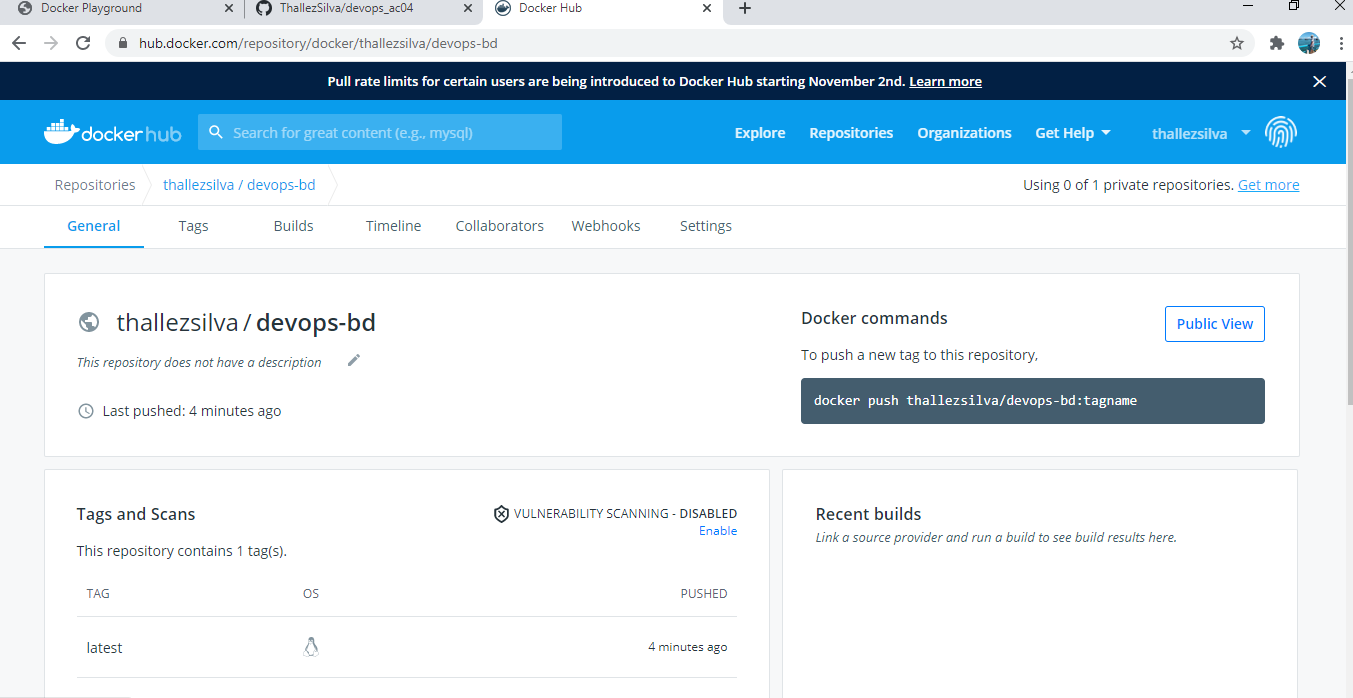 Docker Playground
ThallezSilva/devops_ac04
Docker Hub
hub.docker.com/repository/docker/thallezsilva/devops-bd
Pull rate limits for certain users are being introduced to Docker Hub starting November 2nd. Learn more
docker hub
Search for great content (e.g., mysql)
Explore
Repositories
Organizations
Get Help
thallezsilva
Repositories
thallezsilva / devops-bd
Using 0 of 1 private repositories. Get more
General
Tags
Builds
Timeline
Collaborators
Webhooks
Settings
thallezsilva / devops-bd
This repository does not have a description
Last pushed: 4 minutes ago
Docker commands
Public View
To push a new tag to this repository,
docker push thallezsilva/devops-bd:tagname
Tags and Scans
VULNERABILITY SCANNING - DISABLED
Enable
This repository contains 1 tag(s).
TAG
OS
PUSHED
latest
4 minutes ago
Recent builds
Link a source provider and run a build to see build results here.